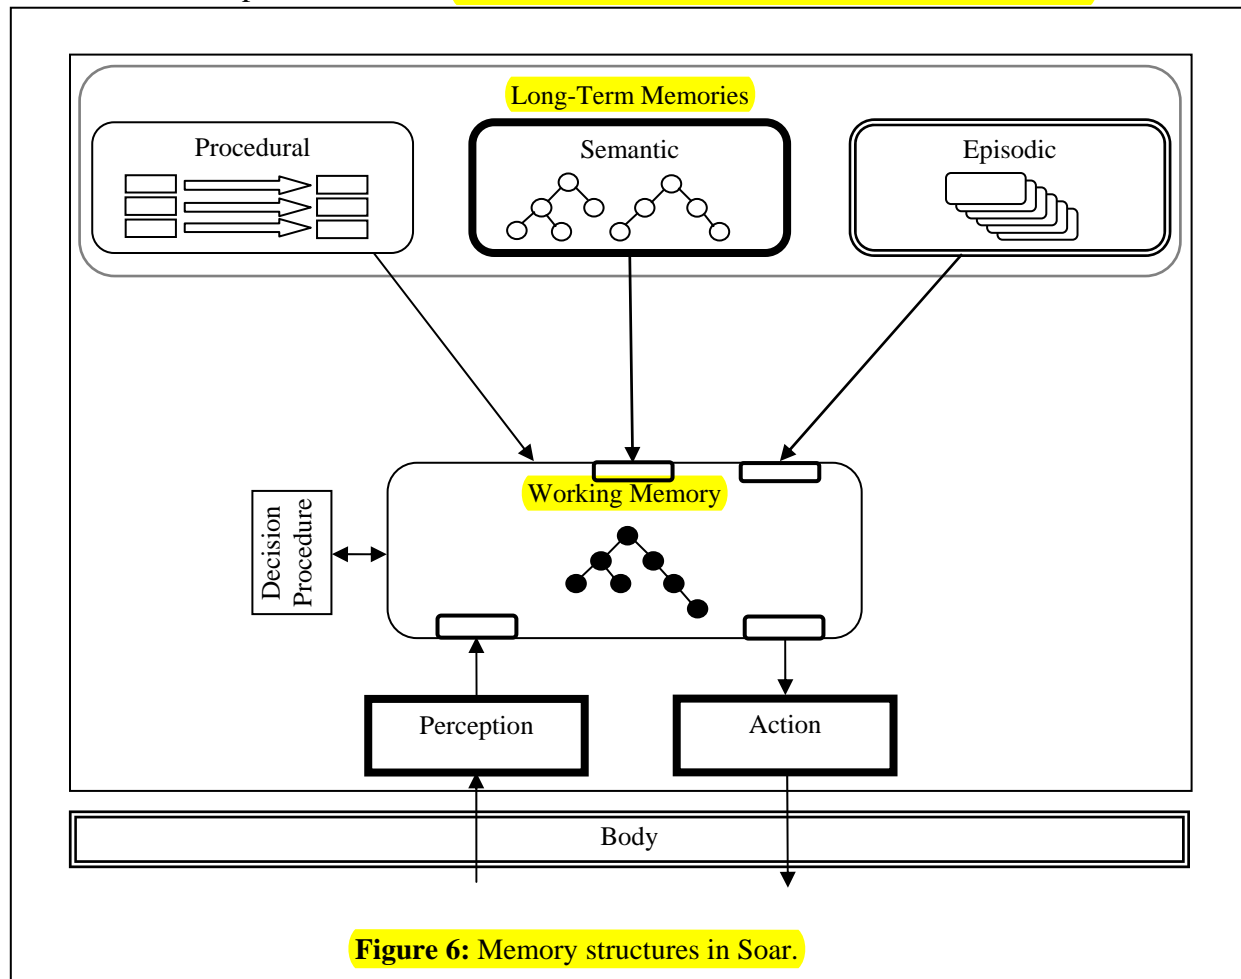 Long-Term Memories
Procedural
Semantic
Episodic
Working Memory
Decision
Procedure
Perception
Action
Body
Figure 6: Memory structures in Soar.